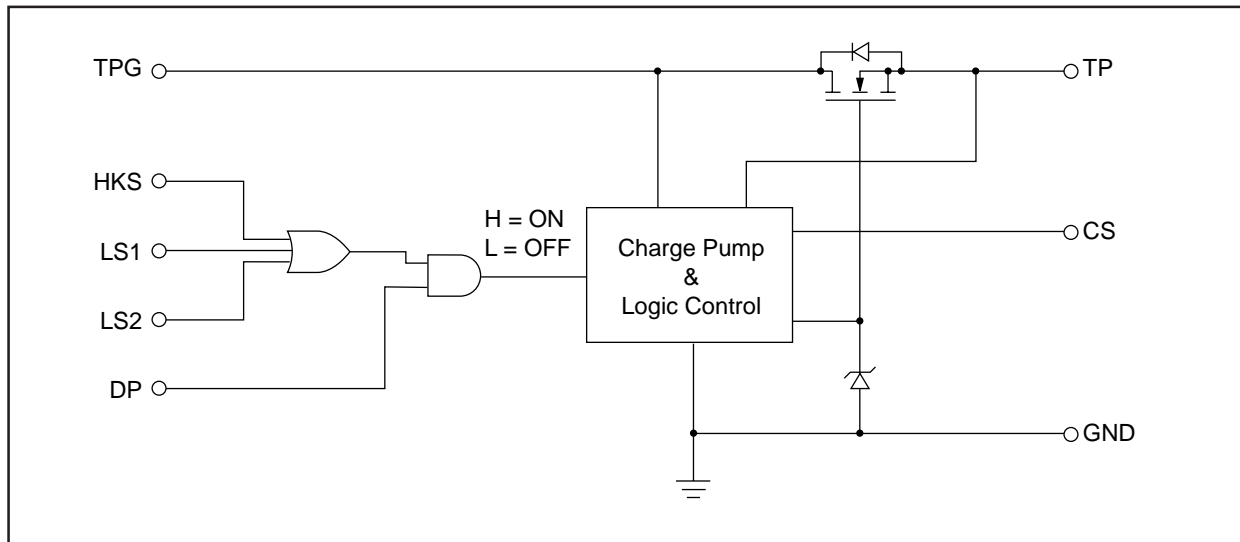 TPG
TP
HKS
H = ON
L = OFF
CS
LS1
Charge Pump
&
Logic Control
LS2
DP
GND